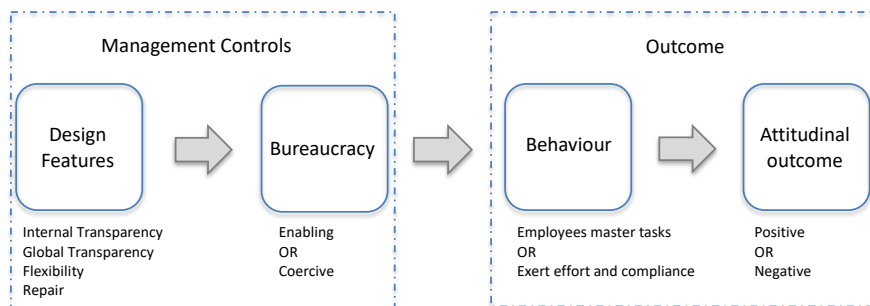 Management Controls
Outcome
Design
Features
Bureaucracy
Behaviour
Attitudinal
outcome
Internal Transparency
Global Transparency
Flexibility
Repair
Enabling
OR
Coercive
Employees master tasks
OR
Exert effort and compliance
Positive
OR
Negative